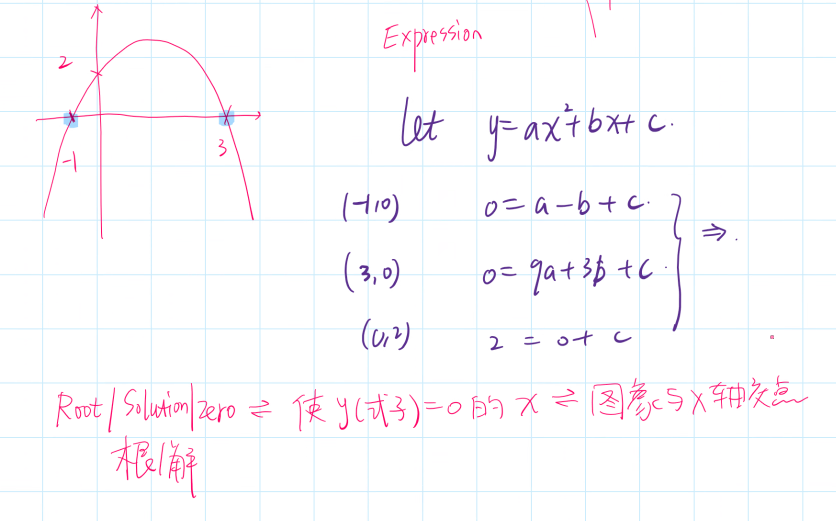 Expression
2
-1
3
let y=ax²+bx+c.
(-1,0) 0=a-b+c.
(3,0) 0=9a+3b+c.
⇒.
(0,2) 2=0+c
Root/Solution/zero ⇌ 使y(式子)=0的x ⇌ 图象与x轴交点
根/解